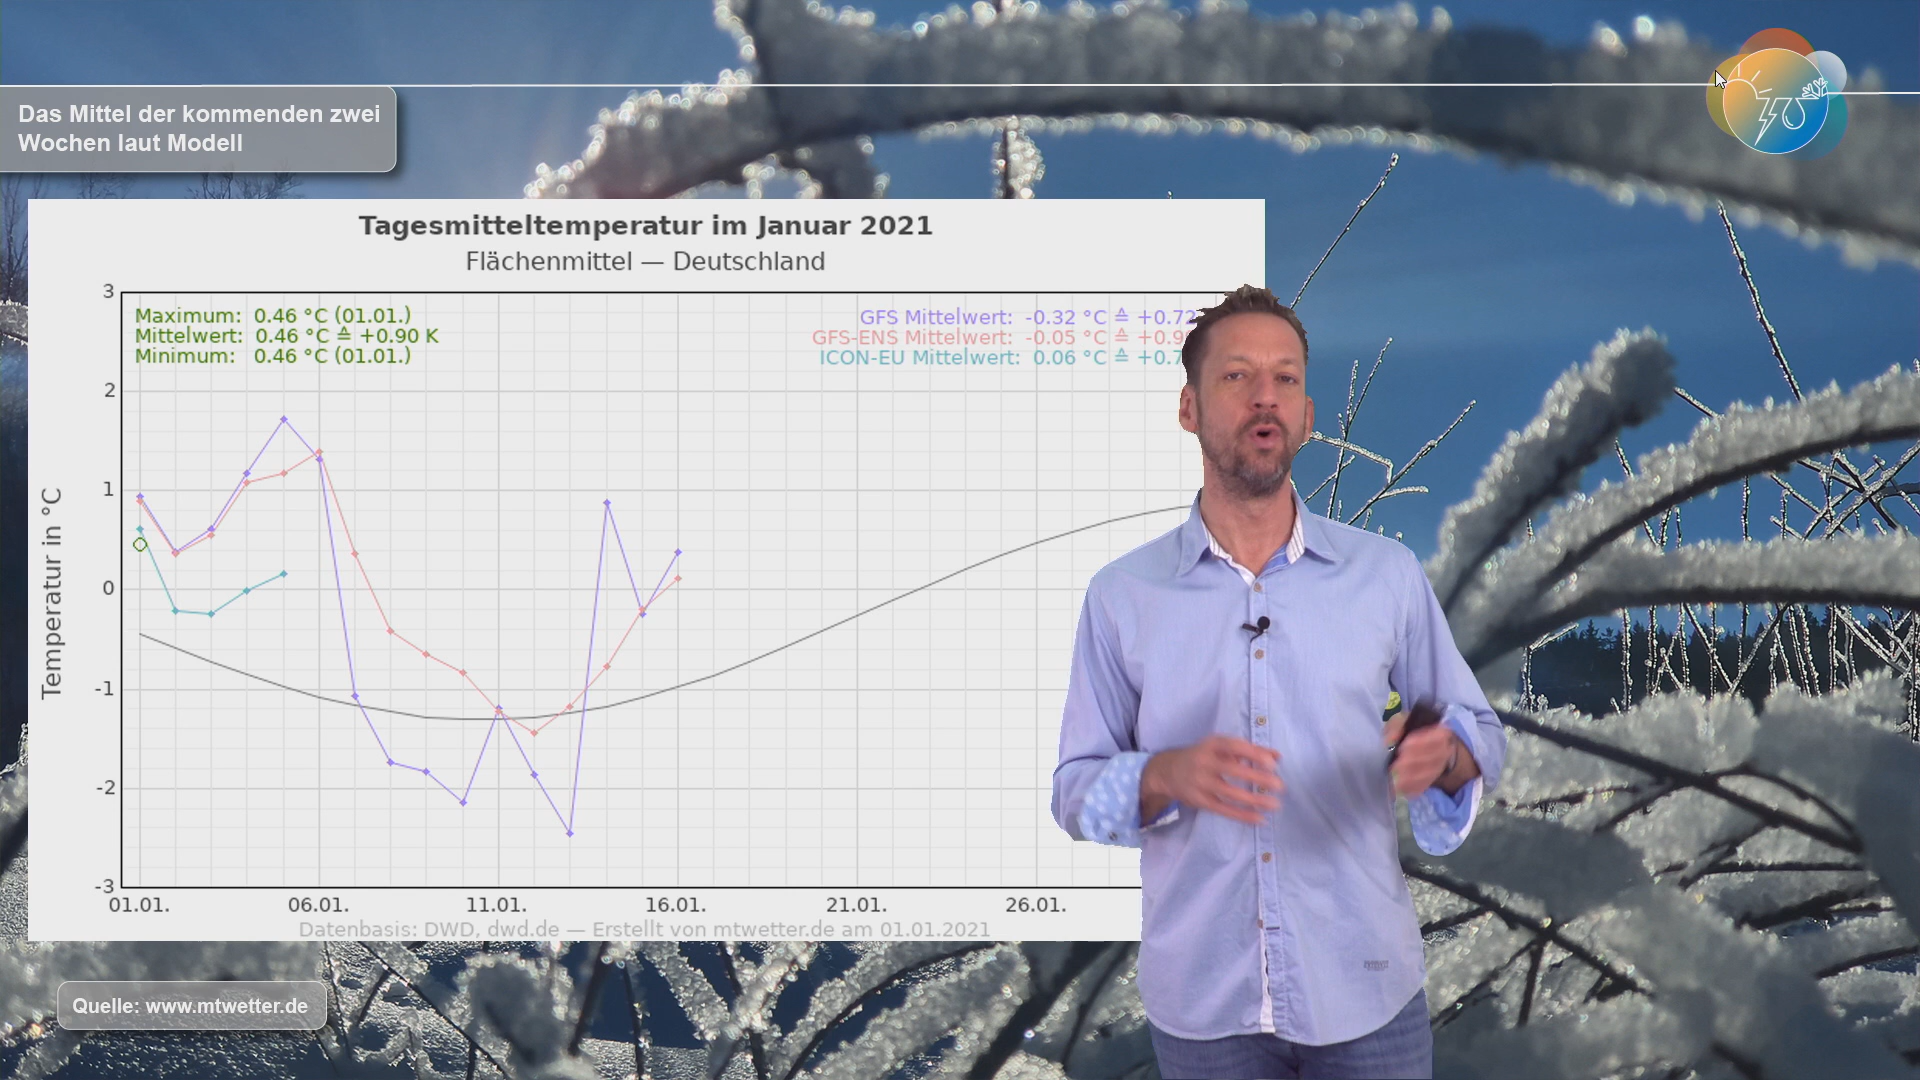 Das Mittel der kommenden zwei
Wochen laut Modell
Tagesmitteltemperatur im Januar 2021
Flächenmittel — Deutschland
Maximum: 0.46 °C (01.01.)
Mittelwert: 0.46 °C ≙ +0.90 K
Minimum: 0.46 °C (01.01.)
GFS Mittelwert: -0.32 °C ≙ +0.72
GFS-ENS Mittelwert: -0.05 °C ≙ +0.9
ICON-EU Mittelwert: 0.06 °C ≙ +0.7
Temperatur in °C
3
2
1
0
-1
-2
-3
01.01. 06.01. 11.01. 16.01. 21.01. 26.01.
Datenbasis: DWD, dwd.de — Erstellt von mtwetter.de am 01.01.2021
Quelle: www.mtwetter.de